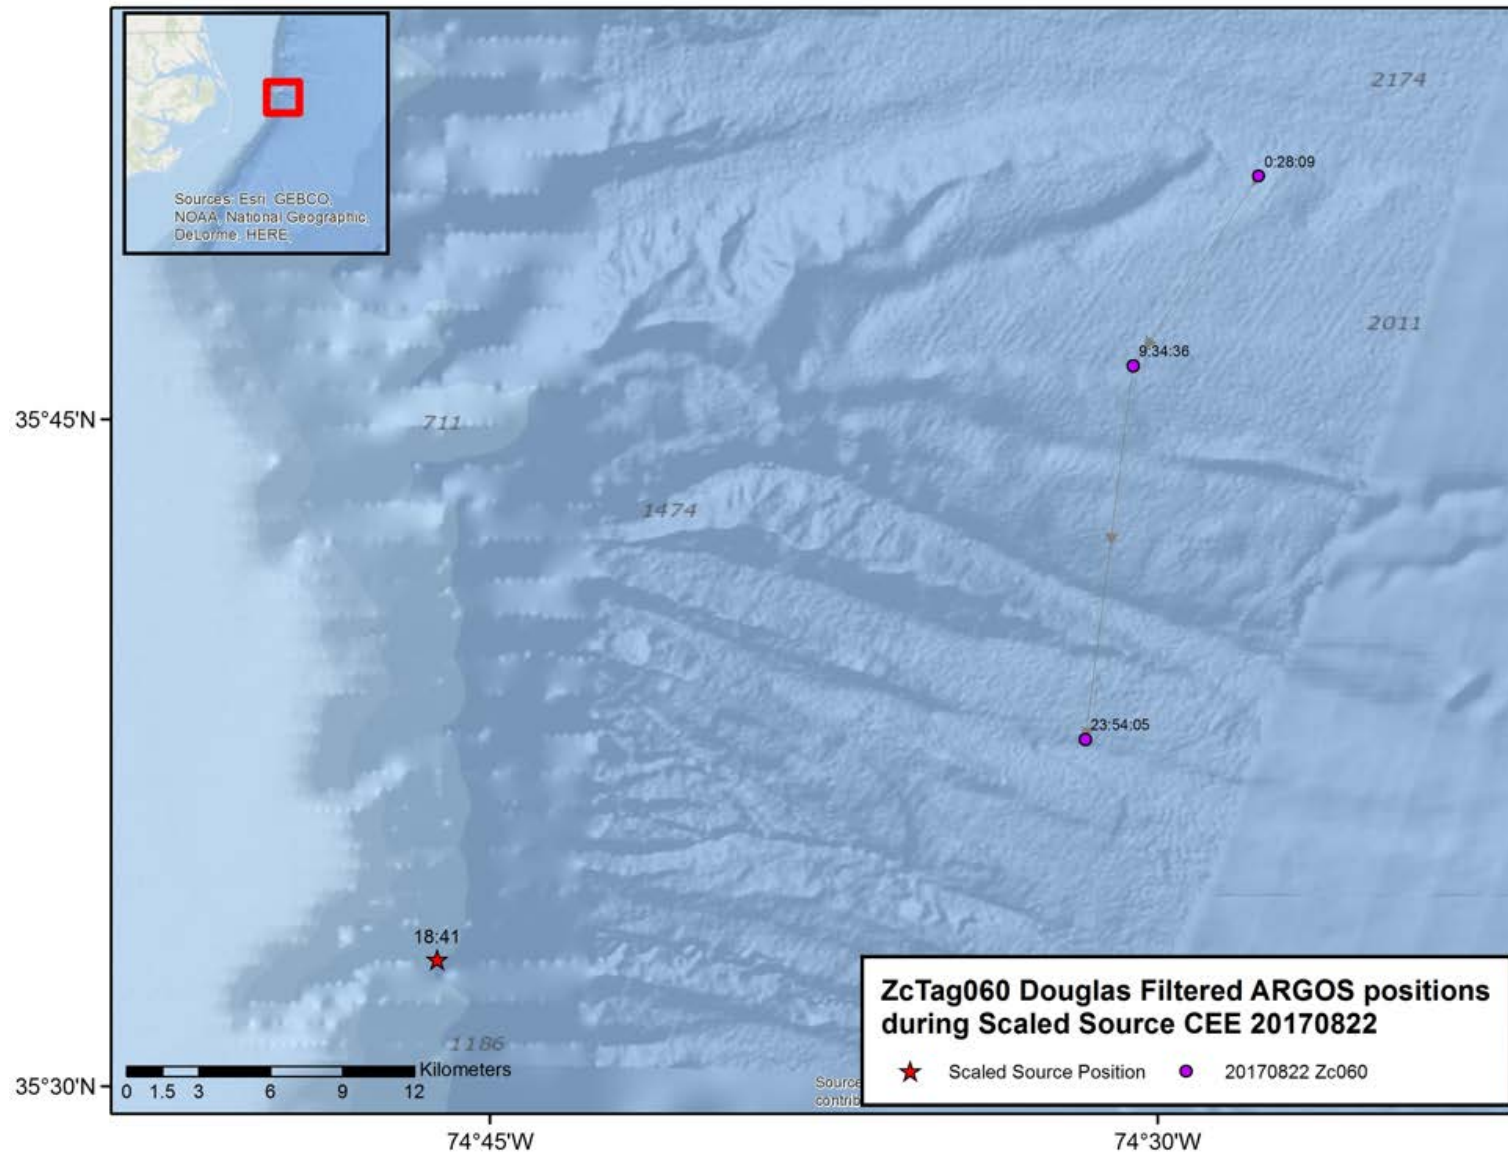 Sources: Esri, GEBCO,
NOAA, National Geographic,
DeLorme, HERE,
2174
0:28:09
2011
9:34:36
35°45'N
711
1474
23:54:05
18:41
1186
Kilometers
0 1.5 3 6 9 12
35°30'N
Source
contrib
ZcTag060 Douglas Filtered ARGOS positions
during Scaled Source CEE 20170822
Scaled Source Position 20170822 Zc060
74°45'W 74°30'W